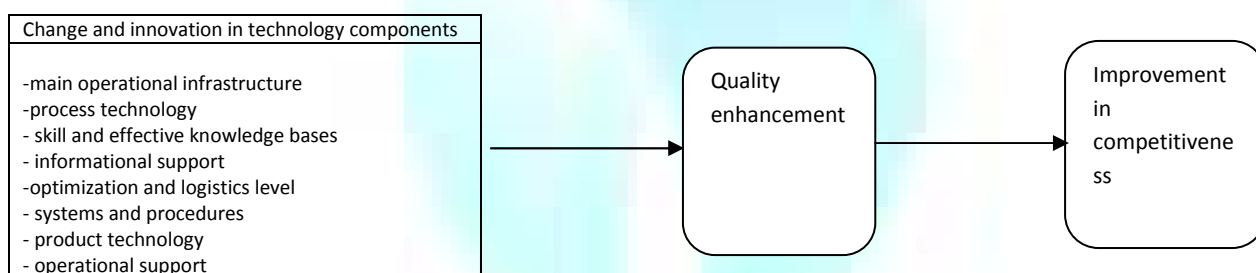 Change and innovation in technology components
-main operational infrastructure
-process technology
- skill and effective knowledge bases
- informational support
-optimization and logistics level
- systems and procedures
- product technology
- operational support
Quality
enhancement
Improvement
in
competitivene
ss